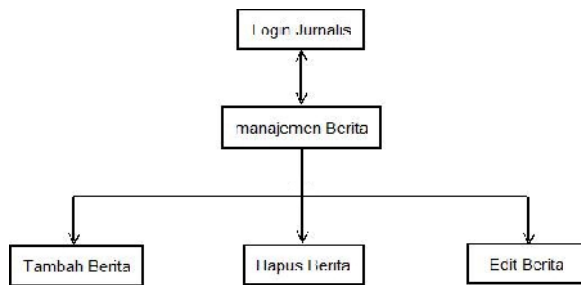 Login Jurnalis
manajemen Berita
Tambah Berita
Hapus Berita
Edit Berita